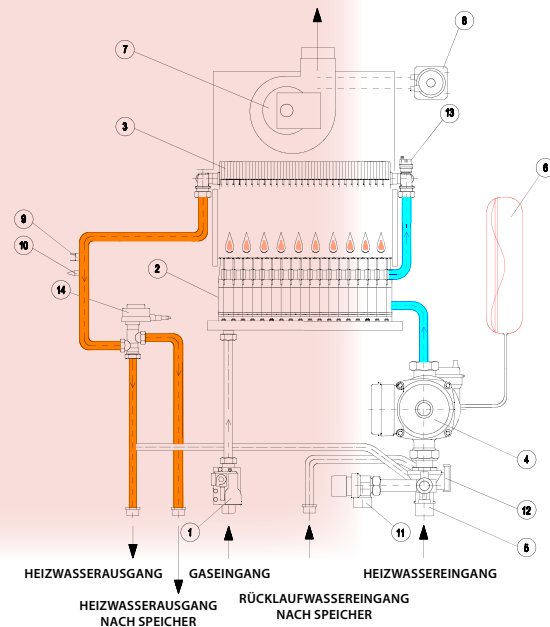 8
7
13
3
6
9
10
2
14
4
12
1
11
5
HEIZWASSERAUSGANG
GASEINGANG
HEIZWASSEREINGANG
HEIZWASSERAUSGANG
NACH SPEICHER
RÜCKLAUFWASSEREINGANG
NACH SPEICHER